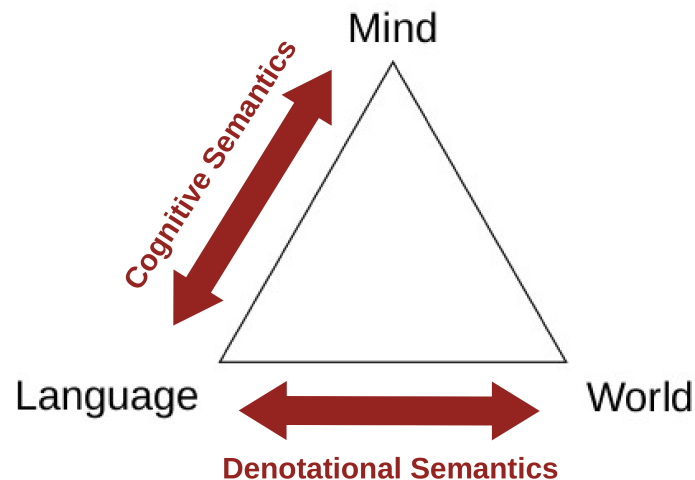 Mind
Cognitive Semantics
Language
World
Denotational Semantics